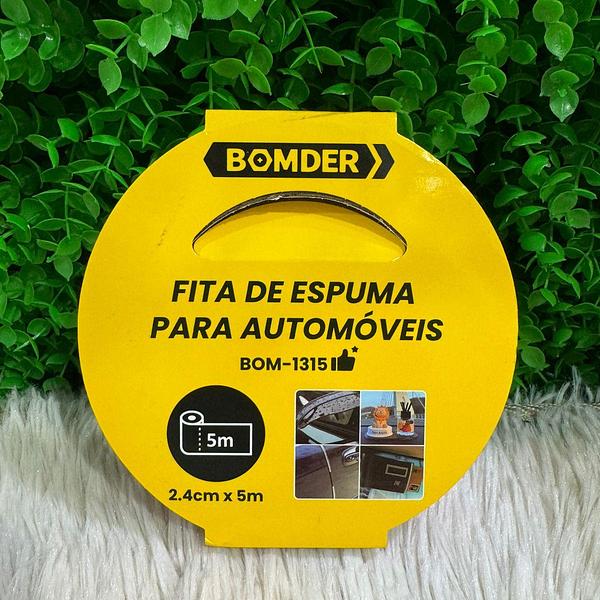 BOMDER
FITA DE ESPUMA
PARA AUTOMÓVEIS
BOM-1315
5m
2.4cm x 5m